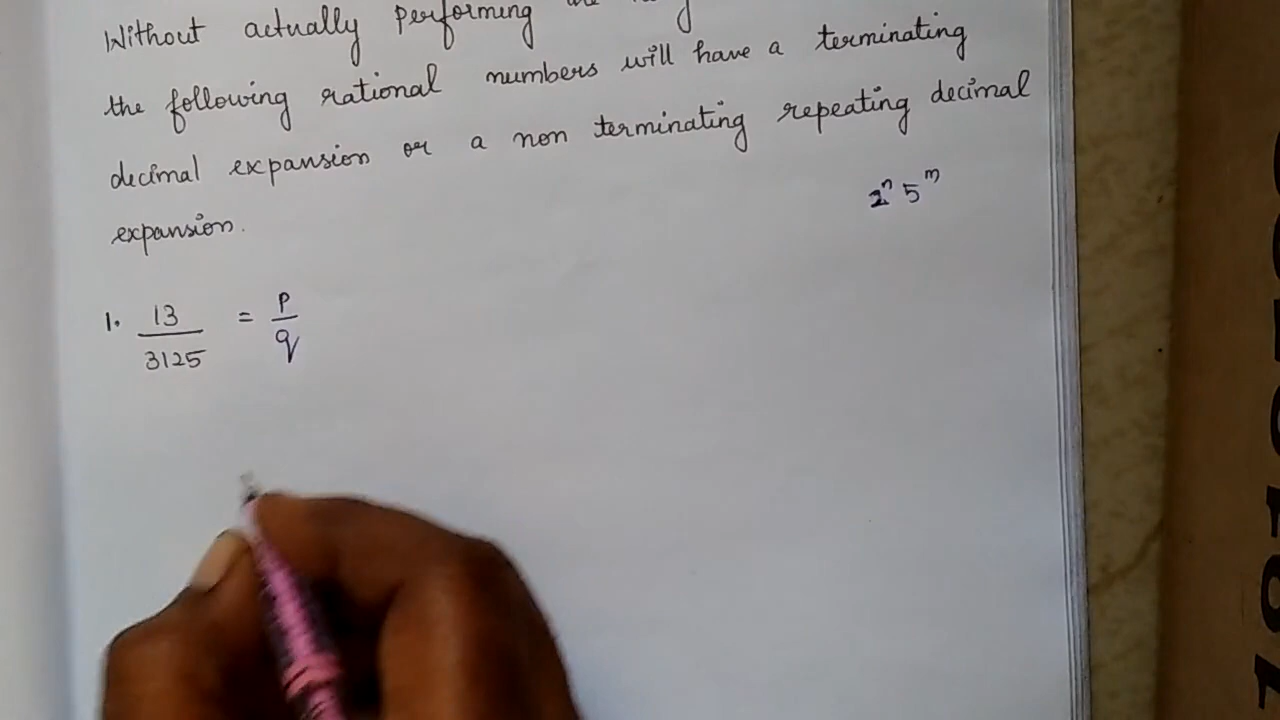 Without actually performing
the following rational numbers will have a terminating
decimal expansion or a non terminating repeating decimal
expansion.
2ⁿ 5ᵐ
1. 13/3125 = p/q